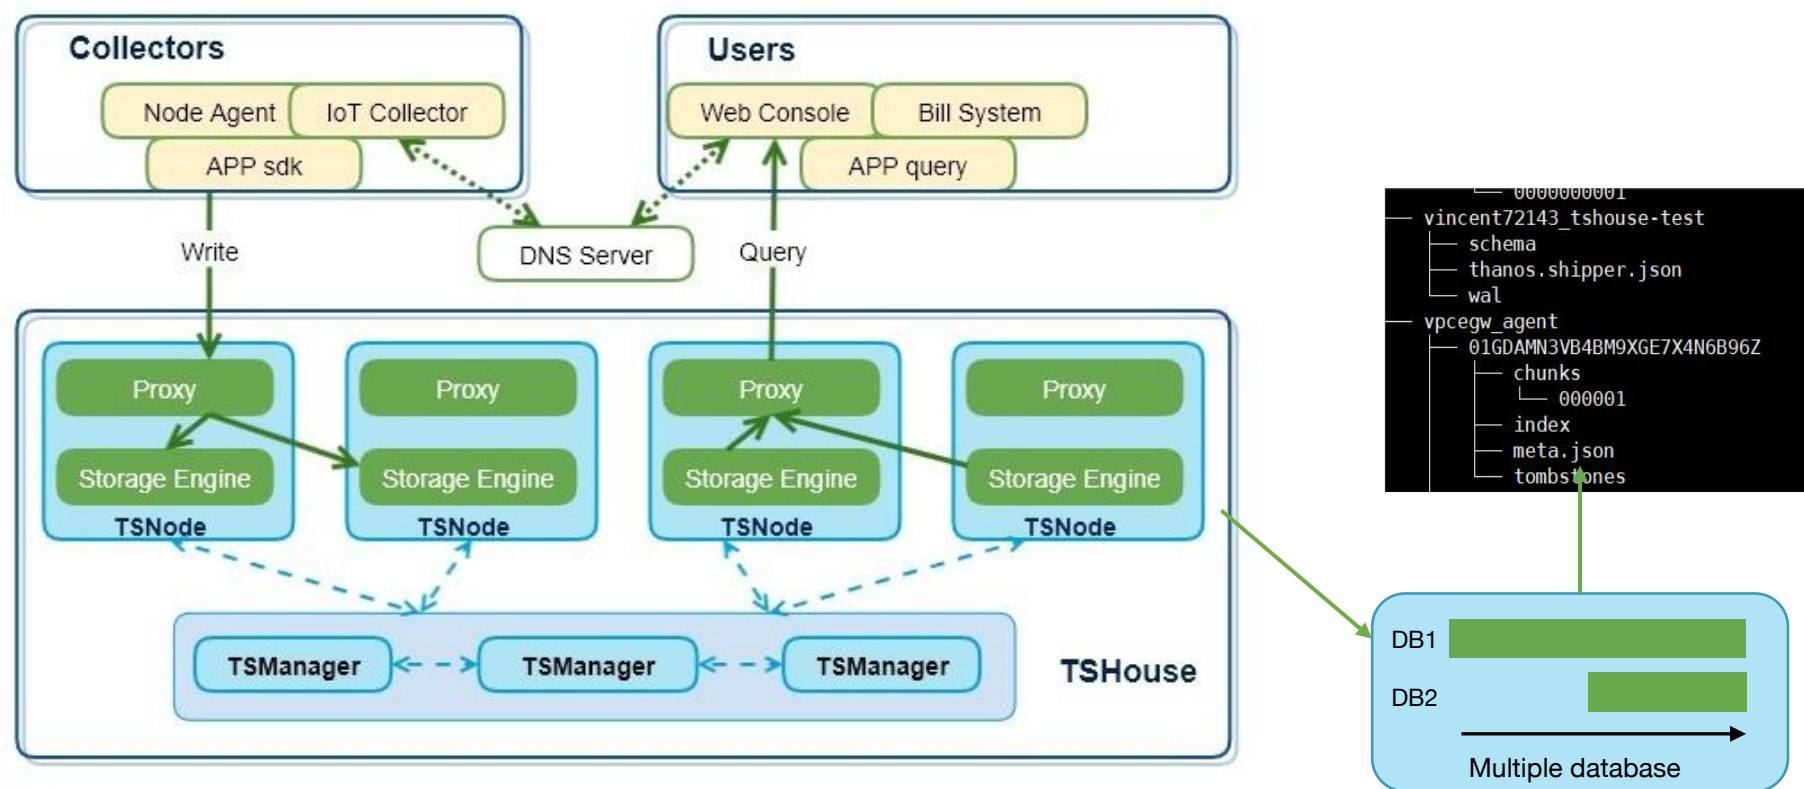 Collectors
Node Agent
IoT Collector
APP sdk
Users
Web Console
Bill System
APP query
Write
DNS Server
Query
Proxy
Proxy
Proxy
Proxy
Storage Engine
Storage Engine
Storage Engine
Storage Engine
TSNode
TSNode
TSNode
TSNode
TSManager
TSManager
TSManager
TSHouse
0000000001
vincent72143_tshouse-test
schema
thanos.shipper.json
wal
vpcegw_agent
01GDAMN3VB4BM9XGE7X4N6B96Z
chunks
000001
index
meta.json
tombstones
DB1
DB2
Multiple database